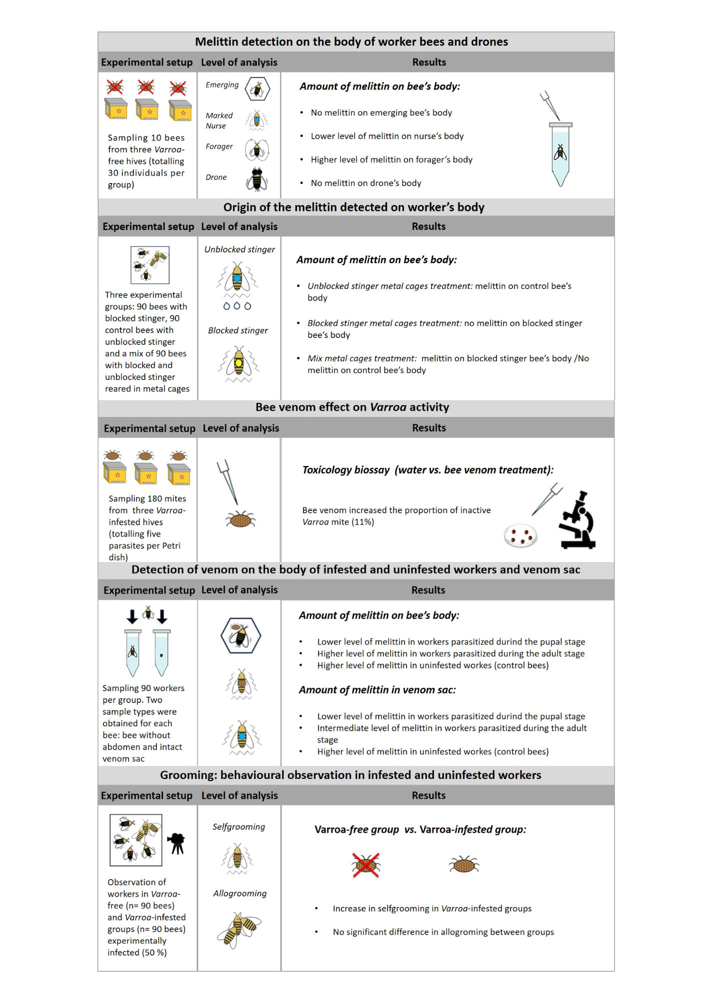 Melittin detection on the body of worker bees and drones
Experimental setup
Level of analysis
Results
Sampling 10 bees
from three Varroa-
free hives (totalling
30 individuals per
group)
Emerging
Marked
Nurse
Forager
Drone
Amount of melittin on bee's body:
• No melittin on emerging bee's body
• Lower level of melittin on nurse's body
• Higher level of melittin on forager's body
• No melittin on drone's body
Origin of the melittin detected on worker's body
Experimental setup
Level of analysis
Results
Three experimental
groups: 90 bees with
blocked stinger, 90
control bees with
unblocked stinger
and a mix of 90 bees
with blocked and
unblocked stinger
reared in metal cages
Unblocked stinger
Blocked stinger
Amount of melittin on bee's body:
• Unblocked stinger metal cages treatment: melittin on control bee's
body
• Blocked stinger metal cages treatment: no melittin on blocked stinger
bee's body
• Mix metal cages treatment: melittin on blocked stinger bee's body /No
melittin on control bee's body
Bee venom effect on Varroa activity
Experimental setup
Level of analysis
Results
Sampling 180 mites
from three Varroa-
infested hives
(totalling five
parasites per Petri
dish)
Toxicology biossay (water vs. bee venom treatment):
Bee venom increased the proportion of inactive
Varroa mite (11%)
Detection of venom on the body of infested and uninfested workers and venom sac
Experimental setup
Level of analysis
Results
Sampling 90 workers
per group. Two
sample types were
obtained for each
bee: bee without
abdomen and intact
venom sac
Amount of melittin on bee's body:
• Lower level of melittin in workers parasitized durind the pupal stage
• Higher level of melittin in workers parasitized during the adult stage
• Higher level of melittin in uninfested workes (control bees)
Amount of melittin in venom sac:
• Lower level of melittin in workers parasitized durind the pupal stage
• Intermediate level of melittin in workers parasitized during the adult
stage
• Higher level of melittin in uninfested workes (control bees)
Grooming: behavioural observation in infested and uninfested workers
Experimental setup
Level of analysis
Results
Observation of
workers in Varroa-
free (n= 90 bees)
and Varroa-infested
groups (n= 90 bees)
experimentally
infected (50 %)
Selfgrooming
Allogrooming
Varroa-free group vs. Varroa-infested group:
• Increase in selfgrooming in Varroa-infested groups
• No significant difference in allogroming between groups